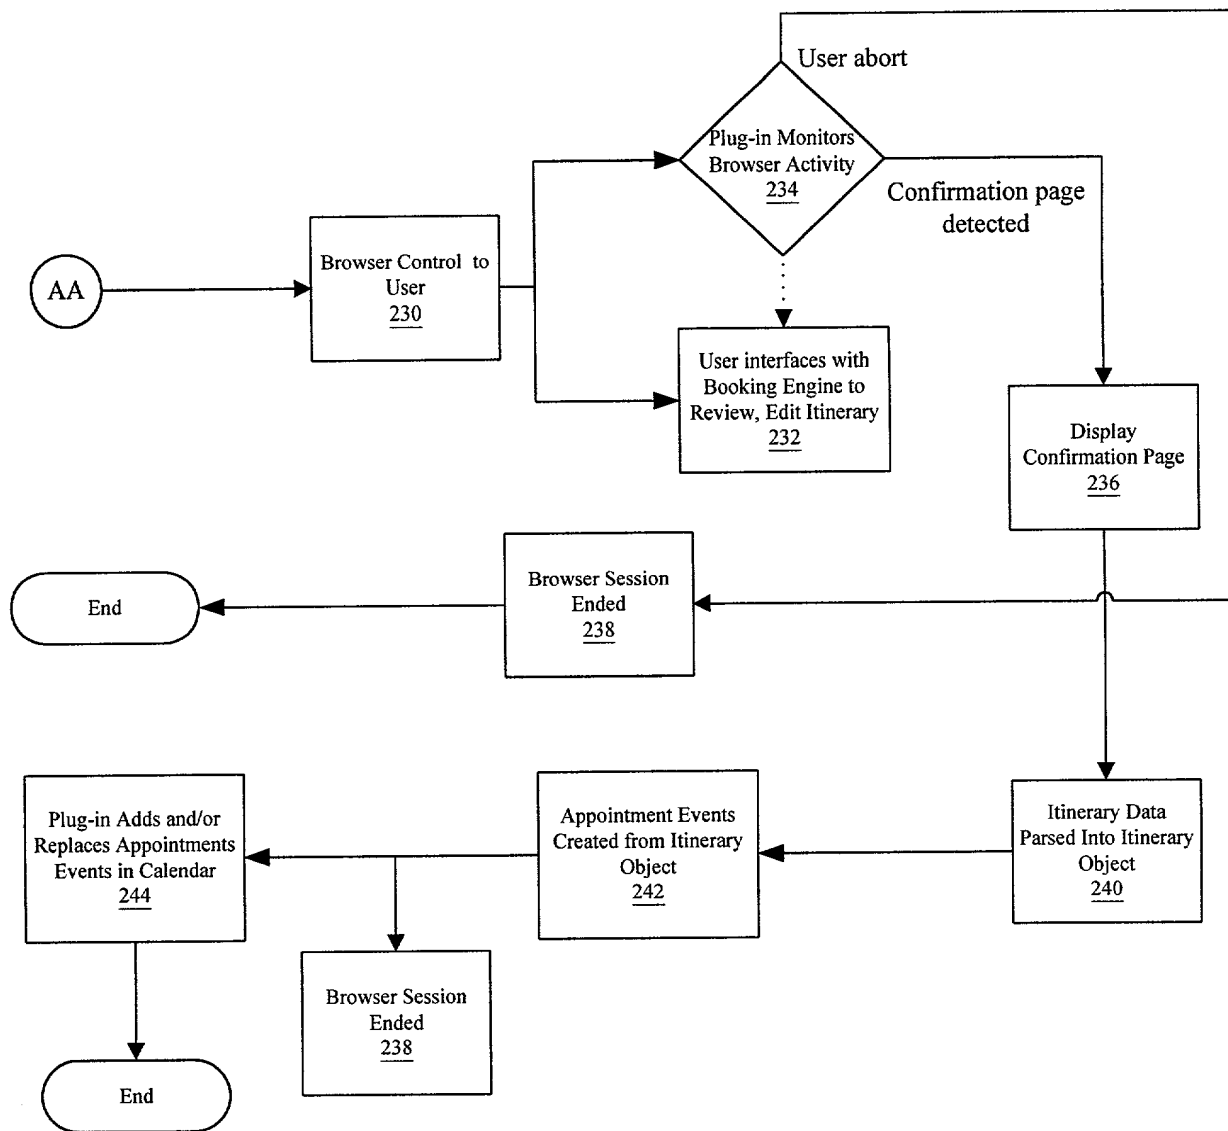 User abort
Plug-in Monitors
Browser Activity
234
Confirmation page
detected
AA
Browser Control to
User
230
User interfaces with
Booking Engine to
Review, Edit Itinerary
232
Display
Confirmation Page
236
Browser Session
Ended
238
End
Plug-in Adds and/or
Replaces Appointments
Events in Calendar
244
Appointment Events
Created from Itinerary
Object
242
Itinerary Data
Parsed Into Itinerary
Object
240
Browser Session
Ended
238
End